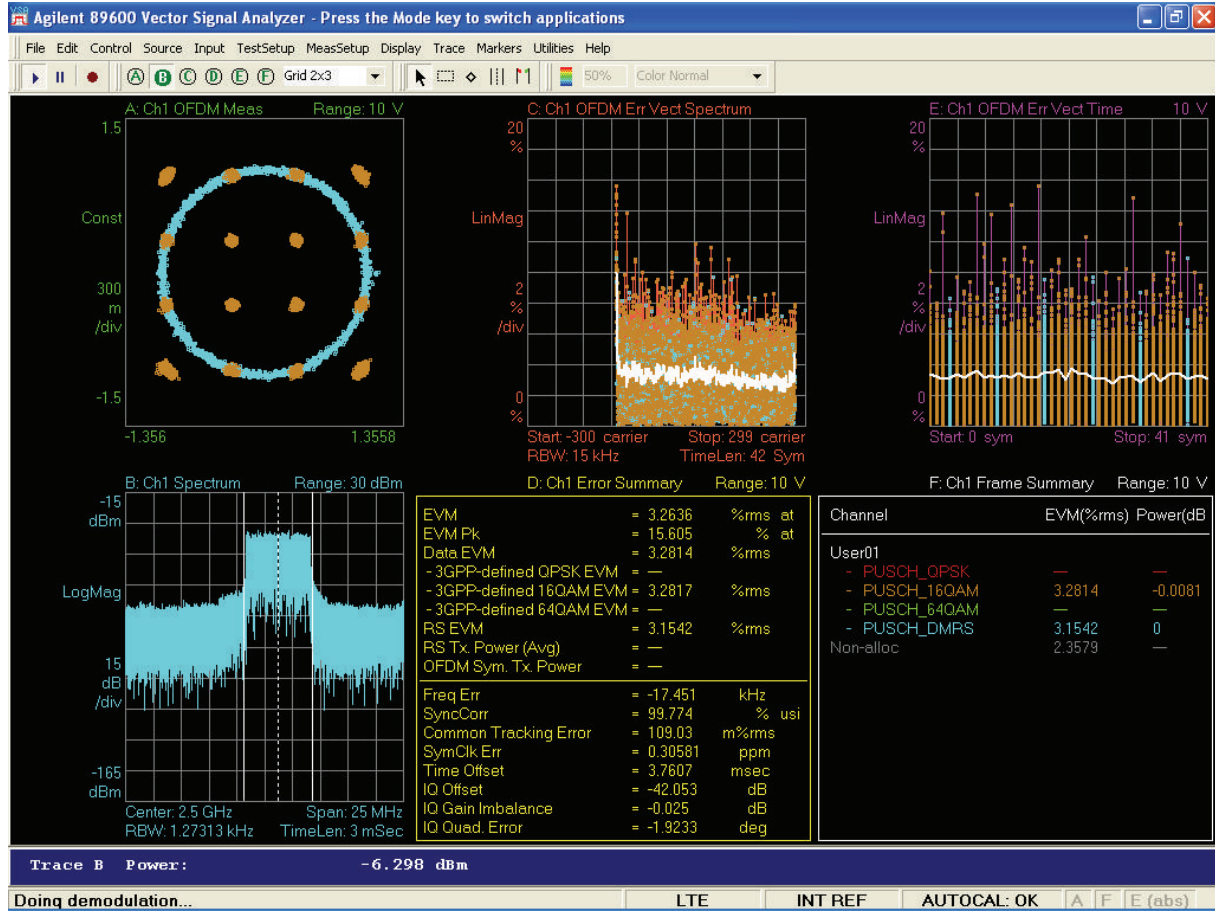 Agilent 89600 Vector Signal Analyzer - Press the Mode key to switch applications
File Edit Control Source Input TestSetup MeasSetup Display Trace Markers Utilities Help
A B C D E F Grid 2x3 50% Color Normal
A: Ch1 OFDM Meas Range: 10 V
1.5
Const
300
m
/div
-1.5
-1.356 1.3558
C: Ch1 OFDM Err Vect Spectrum
20
%
LinMag
2
%
/div
0
%
Start: -300 carrier Stop: 299 carrier
RBW: 15 kHz TimeLen: 42 Sym
E: Ch1 OFDM Err Vect Time 10 V
20
%
LinMag
2
%
/div
0
%
Start: 0 sym Stop: 41 sym
B: Ch1 Spectrum Range: 30 dBm
-15
dBm
LogMag
15
dB
/div
-165
dBm
Center: 2.5 GHz Span: 25 MHz
RBW: 1.27313 kHz TimeLen: 3 mSec
D: Ch1 Error Summary Range: 10 V
EVM = 3.2636 %rms at
EVM Pk = 15.605 % at
Data EVM = 3.2814 %rms
- 3GPP-defined QPSK EVM = —
- 3GPP-defined 16QAM EVM = 3.2817 %rms
- 3GPP-defined 64QAM EVM = —
RS EVM = 3.1542 %rms
RS Tx. Power (Avg) = —
OFDM Sym. Tx. Power = —
Freq Err = -17.451 kHz
SyncCorr = 99.774 % usi
Common Tracking Error = 109.03 m%rms
SymClk Err = 0.30581 ppm
Time Offset = 3.7607 msec
IQ Offset = -42.053 dB
IQ Gain Imbalance = -0.025 dB
IQ Quad. Error = -1.9233 deg
F: Ch1 Frame Summary Range: 10 V
Channel EVM(%rms) Power(dB
User01
- PUSCH_QPSK — —
- PUSCH_16QAM 3.2814 -0.0081
- PUSCH_64QAM — —
- PUSCH_DMRS 3.1542 0
Non-alloc 2.3579 —
Trace B Power: -6.298 dBm
Doing demodulation... LTE INT REF AUTOCAL: OK A F E (abs)